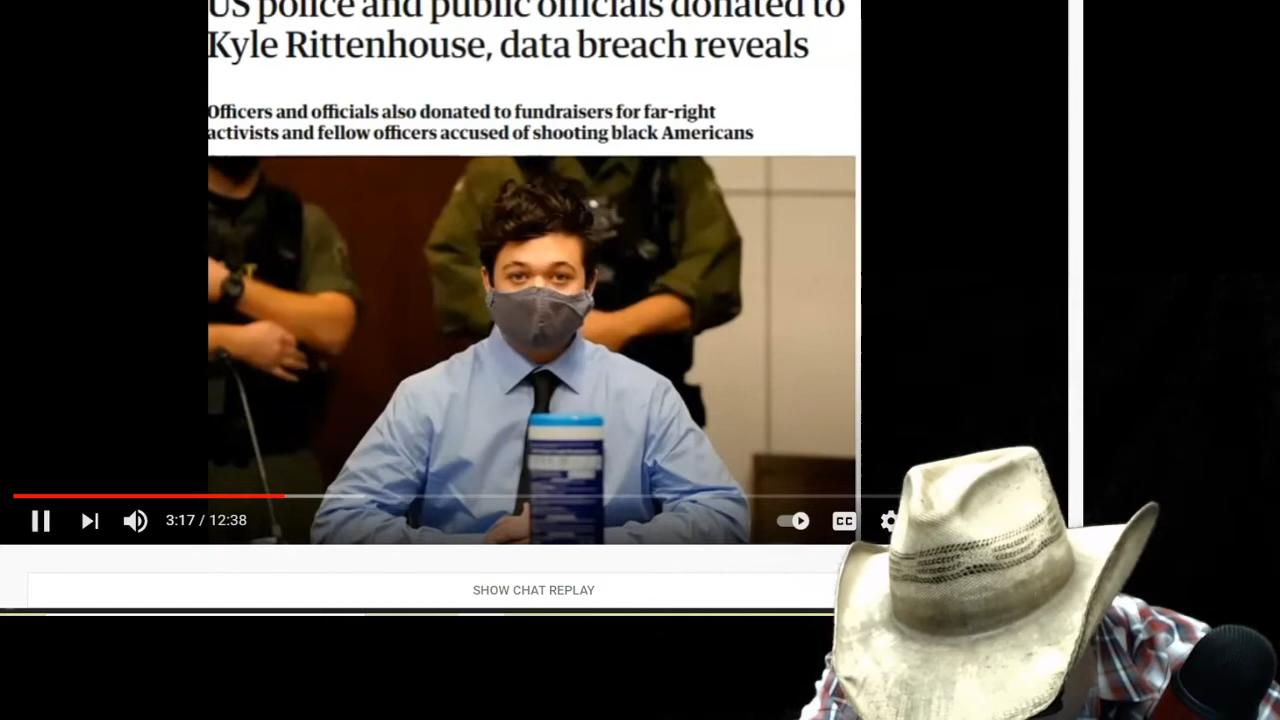 US police and public officials donated to
Kyle Rittenhouse, data breach reveals
Officers and officials also donated to fundraisers for far-right
activists and fellow officers accused of shooting black Americans
3:17 / 12:38
CC
SHOW CHAT REPLAY